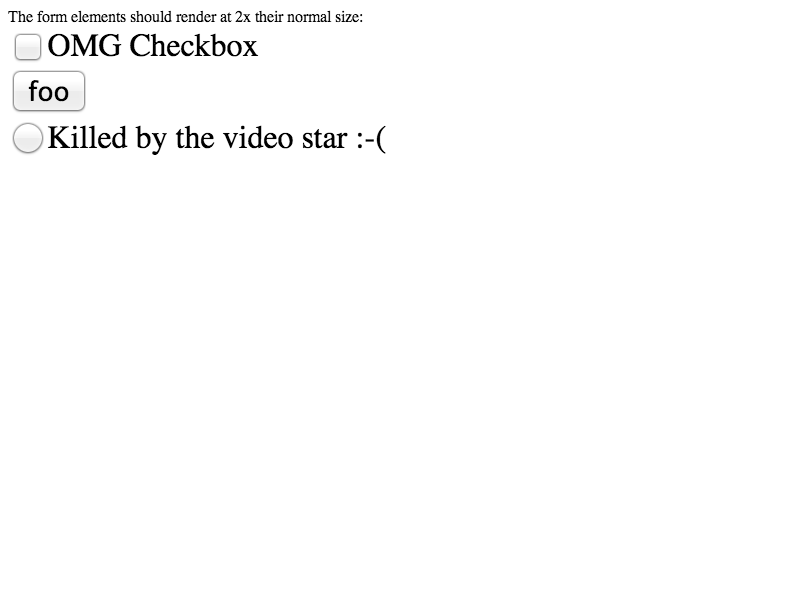 The form elements should render at 2x their normal size:
OMG Checkbox
foo
Killed by the video star :-(